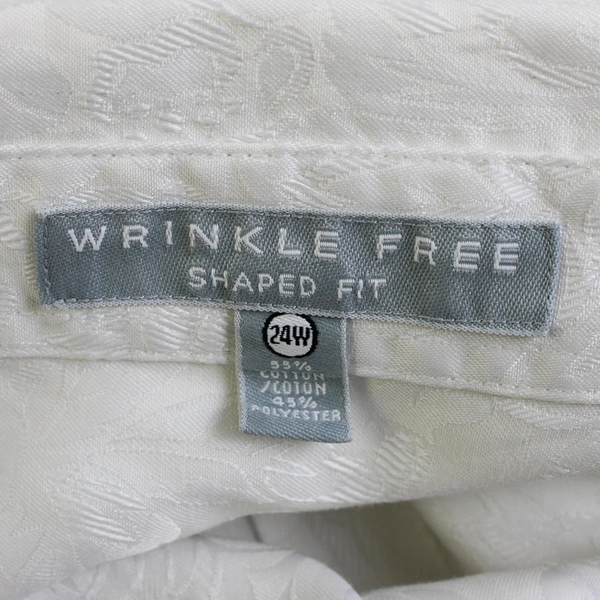 WRINKLE FREE
SHAPED FIT
24W
55%
COTTON
/COTON
45%
POLYESTER